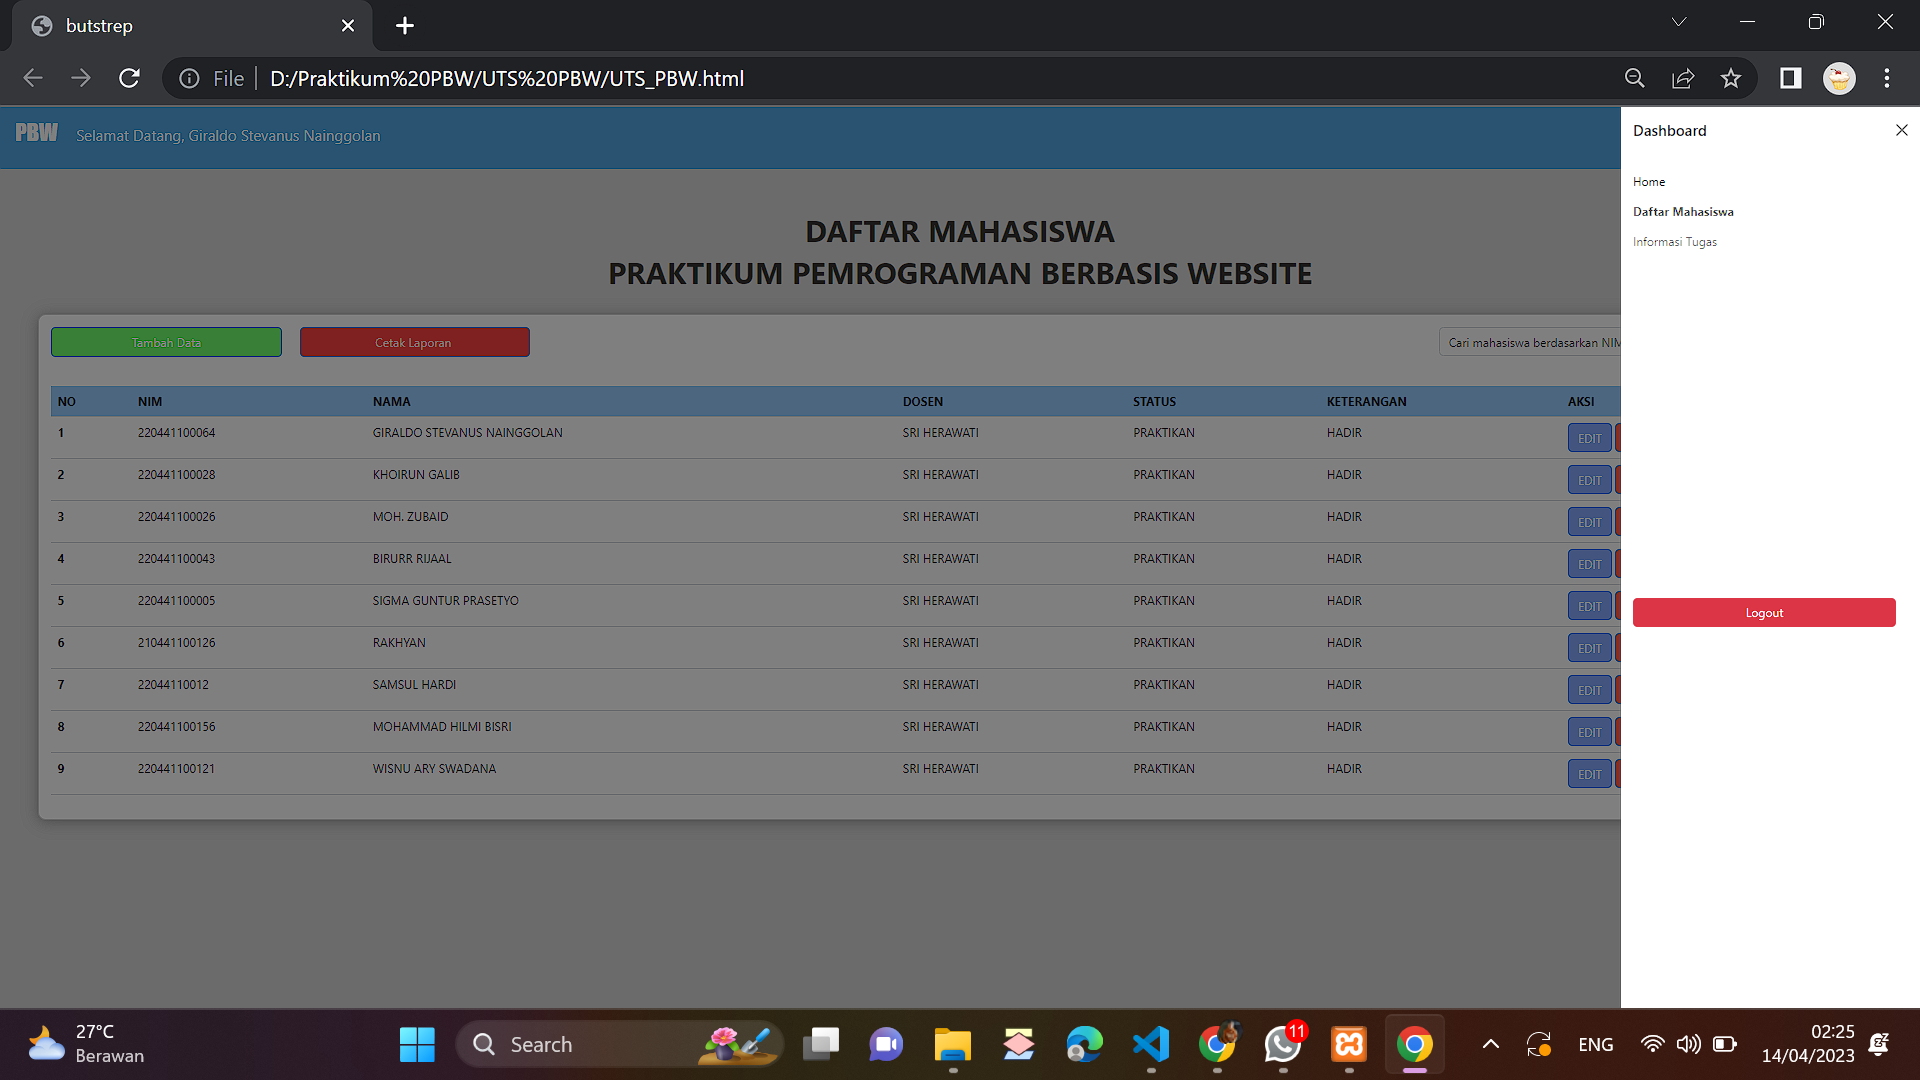 butstrep
File
D:/Praktikum%20PBW/UTS%20PBW/UTS_PBW.html
PBW Selamat Datang, Giraldo Stevanus Nainggolan
Dashboard
Home
Daftar Mahasiswa
Informasi Tugas
Logout
DAFTAR MAHASISWA
PRAKTIKUM PEMROGRAMAN BERBASIS WEBSITE
Tambah Data Cetak Laporan Cari mahasiswa berdasarkan NIM
NO NIM NAMA DOSEN STATUS KETERANGAN AKSI
1 220441100064 GIRALDO STEVANUS NAINGGOLAN SRI HERAWATI PRAKTIKAN HADIR EDIT
2 220441100028 KHOIRUN GALIB SRI HERAWATI PRAKTIKAN HADIR EDIT
3 220441100026 MOH. ZUBAID SRI HERAWATI PRAKTIKAN HADIR EDIT
4 220441100043 BIRURR RIJAAL SRI HERAWATI PRAKTIKAN HADIR EDIT
5 220441100005 SIGMA GUNTUR PRASETYO SRI HERAWATI PRAKTIKAN HADIR EDIT
6 210441100126 RAKHYAN SRI HERAWATI PRAKTIKAN HADIR EDIT
7 22044110012 SAMSUL HARDI SRI HERAWATI PRAKTIKAN HADIR EDIT
8 220441100156 MOHAMMAD HILMI BISRI SRI HERAWATI PRAKTIKAN HADIR EDIT
9 220441100121 WISNU ARY SWADANA SRI HERAWATI PRAKTIKAN HADIR EDIT
27°C
Berawan
Search
11
ENG
02:25
14/04/2023